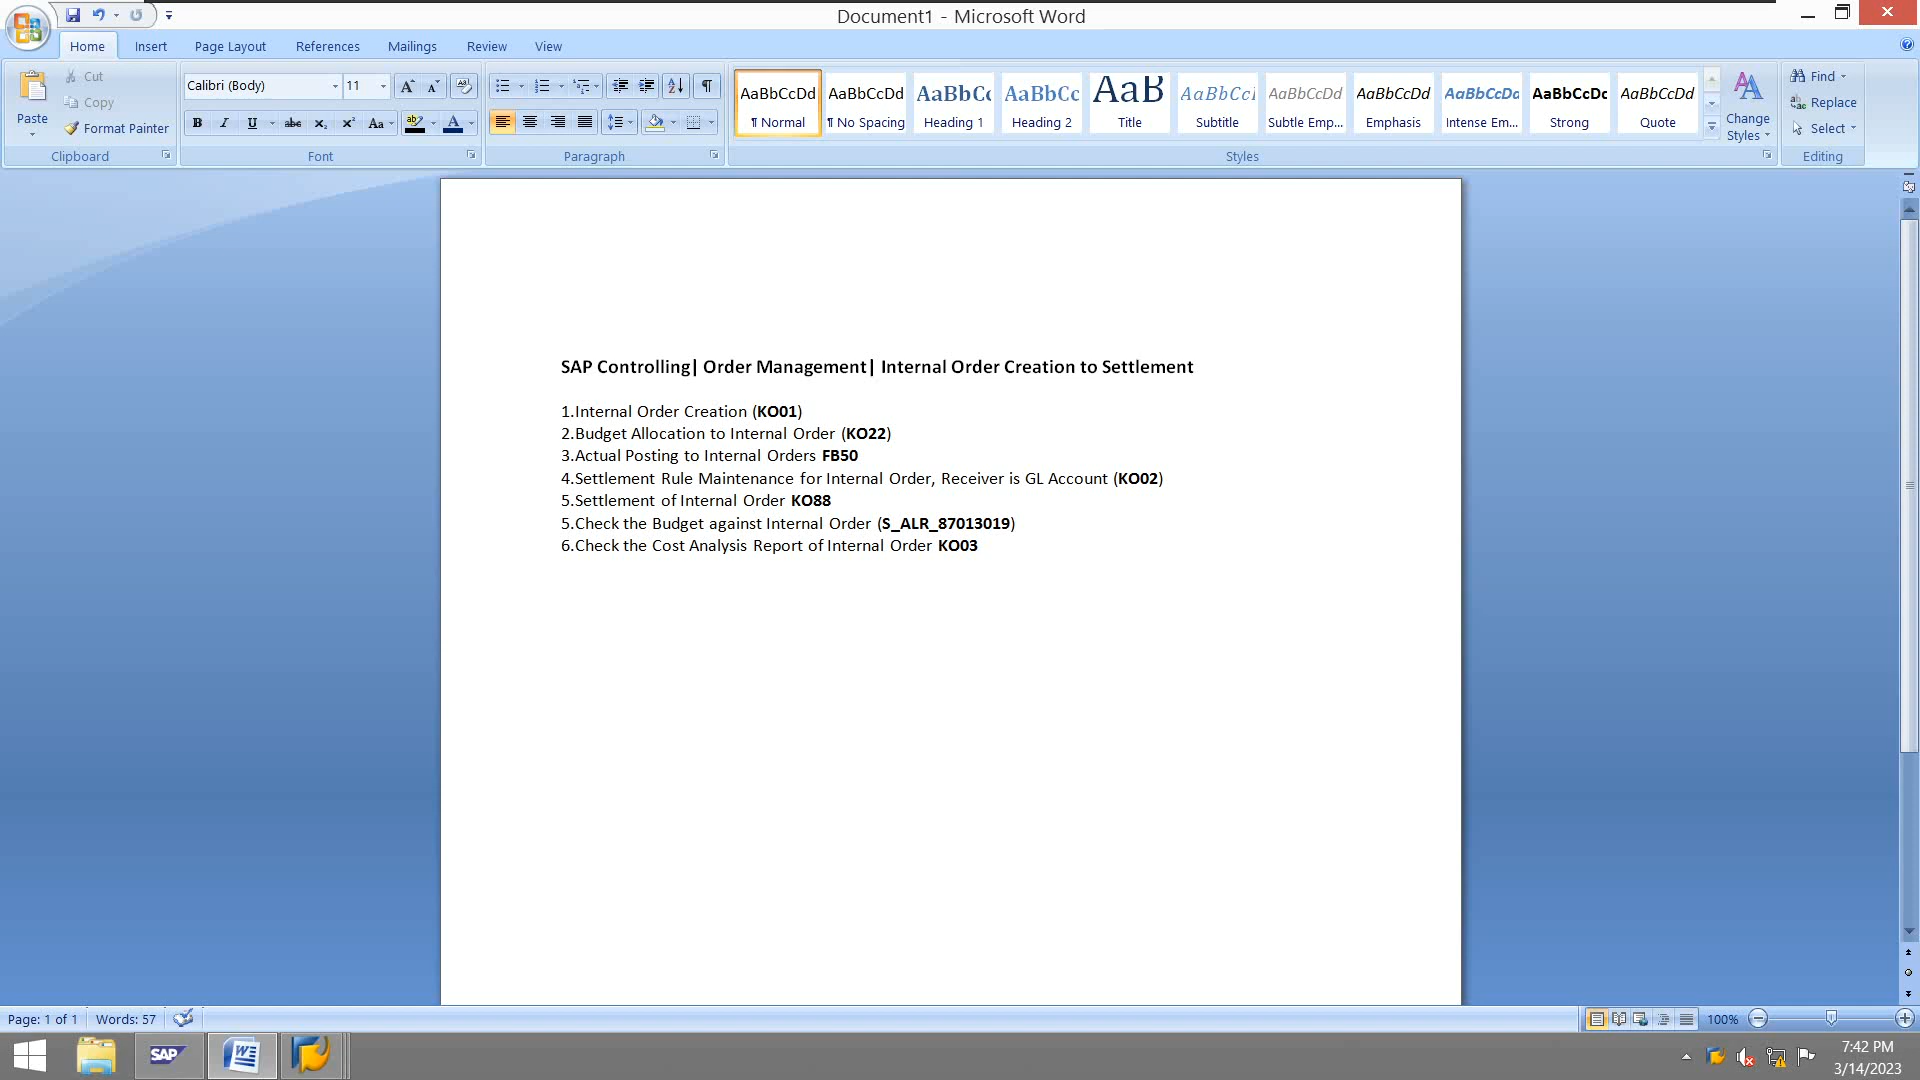 Document1 - Microsoft Word
Home Insert Page Layout References Mailings Review View
Paste
Cut
Copy
Format Painter
Clipboard
Calibri (Body) 11
B I U abc x₂ x² Aa
Font
Paragraph
AaBbCcDd AaBbCcDd AaBbCc AaBbCc AaB AaBbCcI AaBbCcDd AaBbCcDd AaBbCcDd AaBbCcDd AaBbCcDd
¶ Normal ¶ No Spacing Heading 1 Heading 2 Title Subtitle Subtle Emp... Emphasis Intense Em... Strong Quote
Change Styles
Styles
Find
Replace
Select
Editing
SAP Controlling| Order Management| Internal Order Creation to Settlement
1.Internal Order Creation (KO01)
2.Budget Allocation to Internal Order (KO22)
3.Actual Posting to Internal Orders FB50
4.Settlement Rule Maintenance for Internal Order, Receiver is GL Account (KO02)
5.Settlement of Internal Order KO88
5.Check the Budget against Internal Order (S_ALR_87013019)
6.Check the Cost Analysis Report of Internal Order KO03
Page: 1 of 1 Words: 57
100%
SAP
7:42 PM
3/14/2023